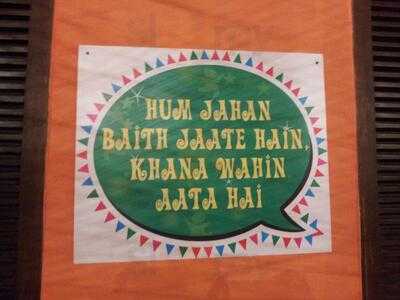 HUM JAHAN
BAITH JAATE HAIN,
KHANA WAHIN
AATA HAI